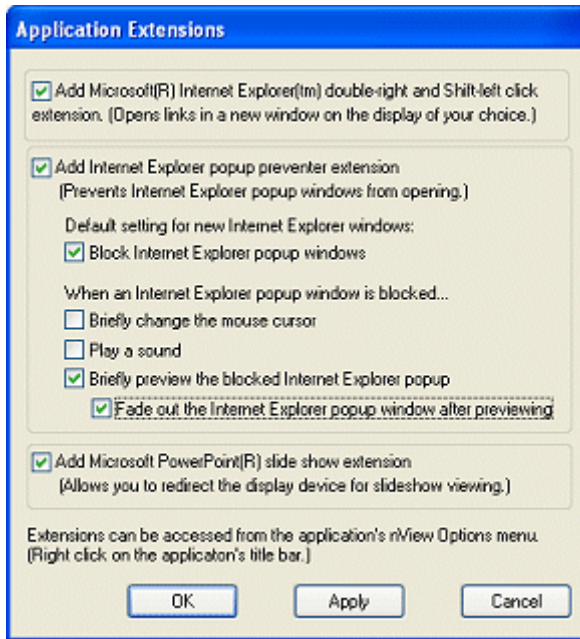 Application Extensions
Add Microsoft(R) Internet Explorer(tm) double-right and Shift-left click
extension. (Opens links in a new window on the display of your choice.)
Add Internet Explorer popup preventer extension
(Prevents Internet Explorer popup windows from opening.)
Default setting for new Internet Explorer windows:
Block Internet Explorer popup windows
When an Internet Explorer popup window is blocked...
Briefly change the mouse cursor
Play a sound
Briefly preview the blocked Internet Explorer popup
Fade out the Internet Explorer popup window after previewing
Add Microsoft PowerPoint(R) slide show extension
(Allows you to redirect the display device for slideshow viewing.)
Extensions can be accessed from the application's nView Options menu.
(Right click on the applicaton's title bar.)
OK Apply Cancel